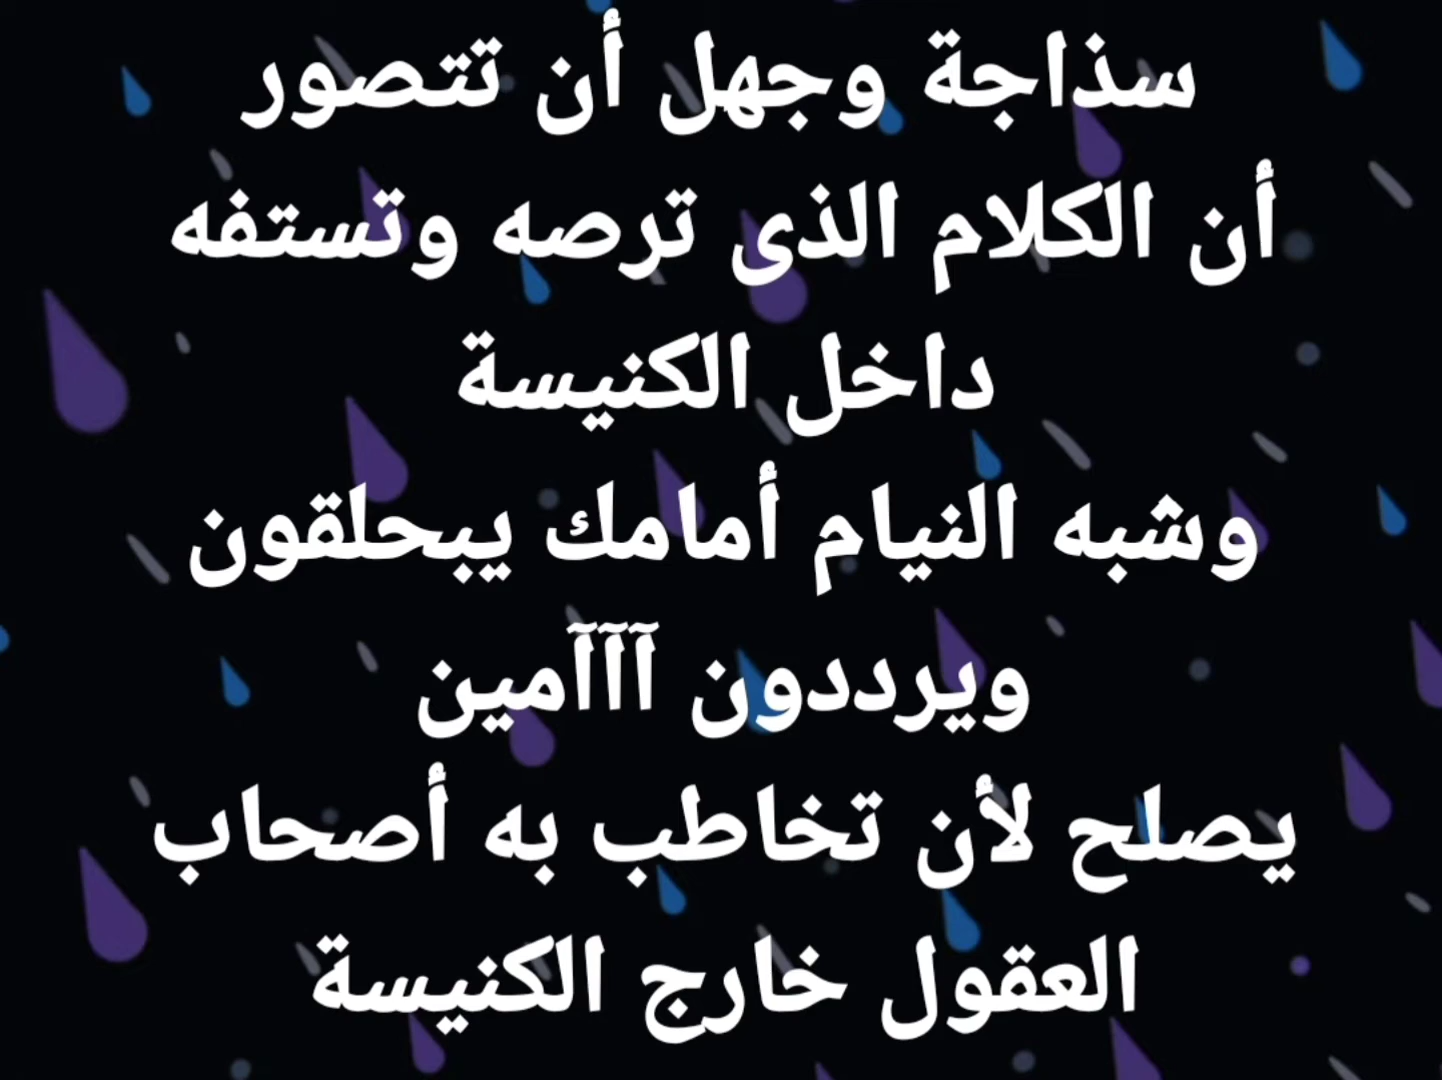 سذاجة وجهل أن تتصور
أن الكلام الذى ترصه وتستفه
داخل الكنيسة
وشبه النيام أمامك يبحلقون
ويرددون آآآمين
يصلح لأن تخاطب به أصحاب
العقول خارج الكنيسة